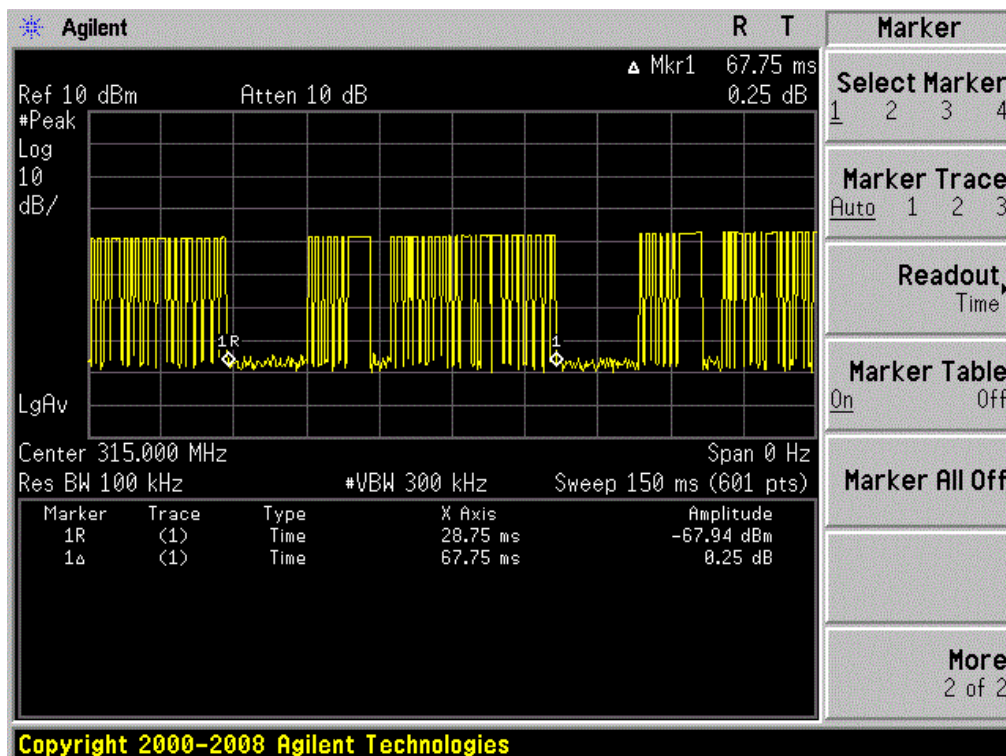 Agilent R T
Δ Mkr1 67.75 ms
Ref 10 dBm Atten 10 dB 0.25 dB
#Peak
Log
10
dB/
1R
1
LgAv
Center 315.000 MHz Span 0 Hz
Res BW 100 kHz #VBW 300 kHz Sweep 150 ms (601 pts)
Marker Trace Type X Axis Amplitude
1R (1) Time 28.75 ms -67.94 dBm
1Δ (1) Time 67.75 ms 0.25 dB
Marker
Select Marker
1 2 3 4
Marker Trace
Auto 1 2 3
Readout
Time
Marker Table
On Off
Marker All Off
More
2 of 2
Copyright 2000-2008 Agilent Technologies